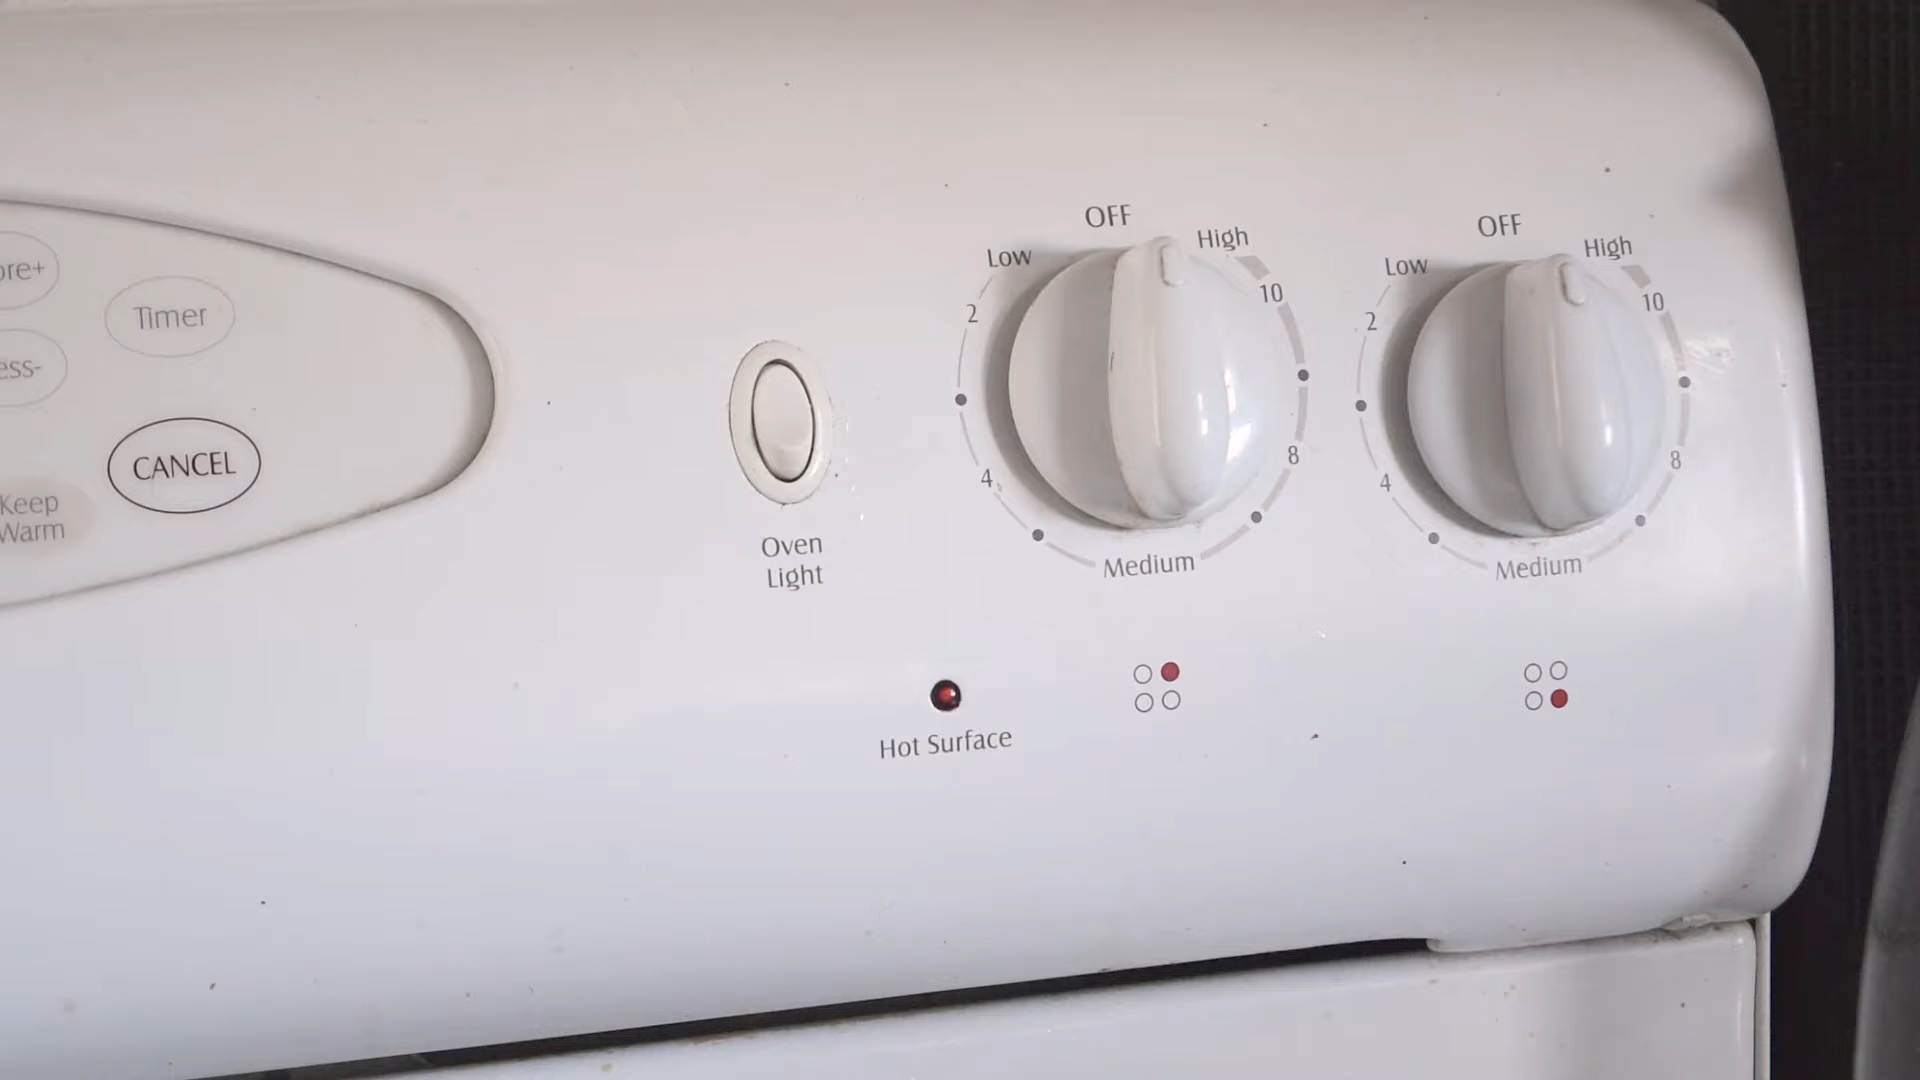 ore+
Timer
ess-
CANCEL
Keep
Warm
Oven
Light
OFF
Low
High
2
10
4
8
Medium
Hot Surface
OFF
Low
High
2
10
4
8
Medium